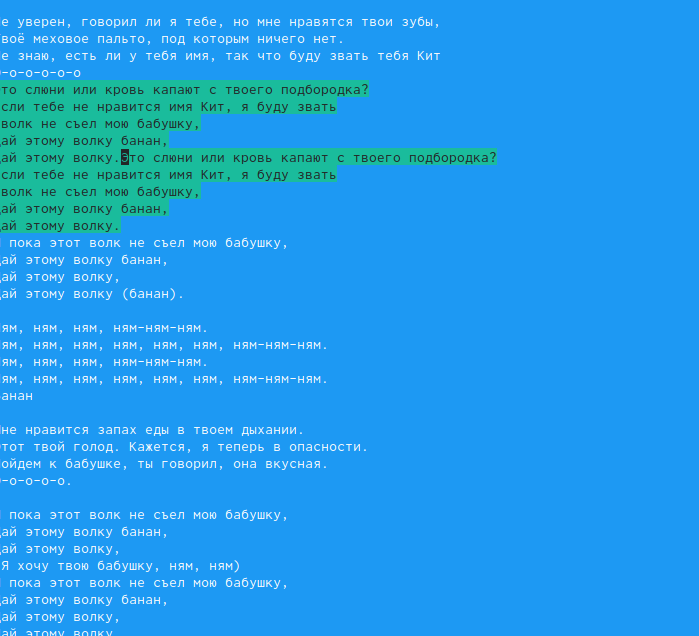 е уверен, говорил ли я тебе, но мне нравятся твои зубы,
воё меховое пальто, под которым ничего нет.
е знаю, есть ли у тебя имя, так что буду звать тебя Кит
-о-о-о-о-о
то слюни или кровь капают с твоего подбородка?
сли тебе не нравится имя Кит, я буду звать
волк не съел мою бабушку,
ай этому волку банан,
ай этому волку.Это слюни или кровь капают с твоего подбородка?
сли тебе не нравится имя Кит, я буду звать
волк не съел мою бабушку,
ай этому волку банан,
ай этому волку.
пока этот волк не съел мою бабушку,
ай этому волку банан,
ай этому волку,
ай этому волку (банан).
ям, ням, ням, ням-ням-ням.
ям, ням, ням, ням, ням, ням, ням-ням-ням.
ям, ням, ням, ням-ням-ням.
ям, ням, ням, ням, ням, ням, ням-ням-ням.
анан
не нравится запах еды в твоем дыхании.
тот твой голод. Кажется, я теперь в опасности.
ойдем к бабушке, ты говорил, она вкусная.
-о-о-о-о.
пока этот волк не съел мою бабушку,
ай этому волку банан,
ай этому волку,
Я хочу твою бабушку, ням, ням)
пока этот волк не съел мою бабушку,
ай этому волку банан,
ай этому волку,
ай этому волку